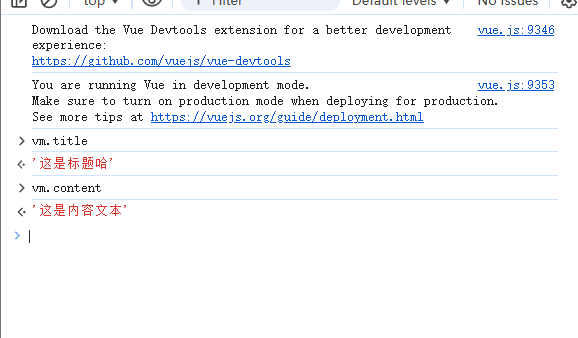 top ▼ Filter Default levels ▼ No Issues
Download the Vue Devtools extension for a better development vue.js:9346
experience:
https://github.com/vuejs/vue-devtools
You are running Vue in development mode. vue.js:9353
Make sure to turn on production mode when deploying for production.
See more tips at https://vuejs.org/guide/deployment.html
> vm.title
'这是标题哈'
> vm.content
'这是内容文本'
>